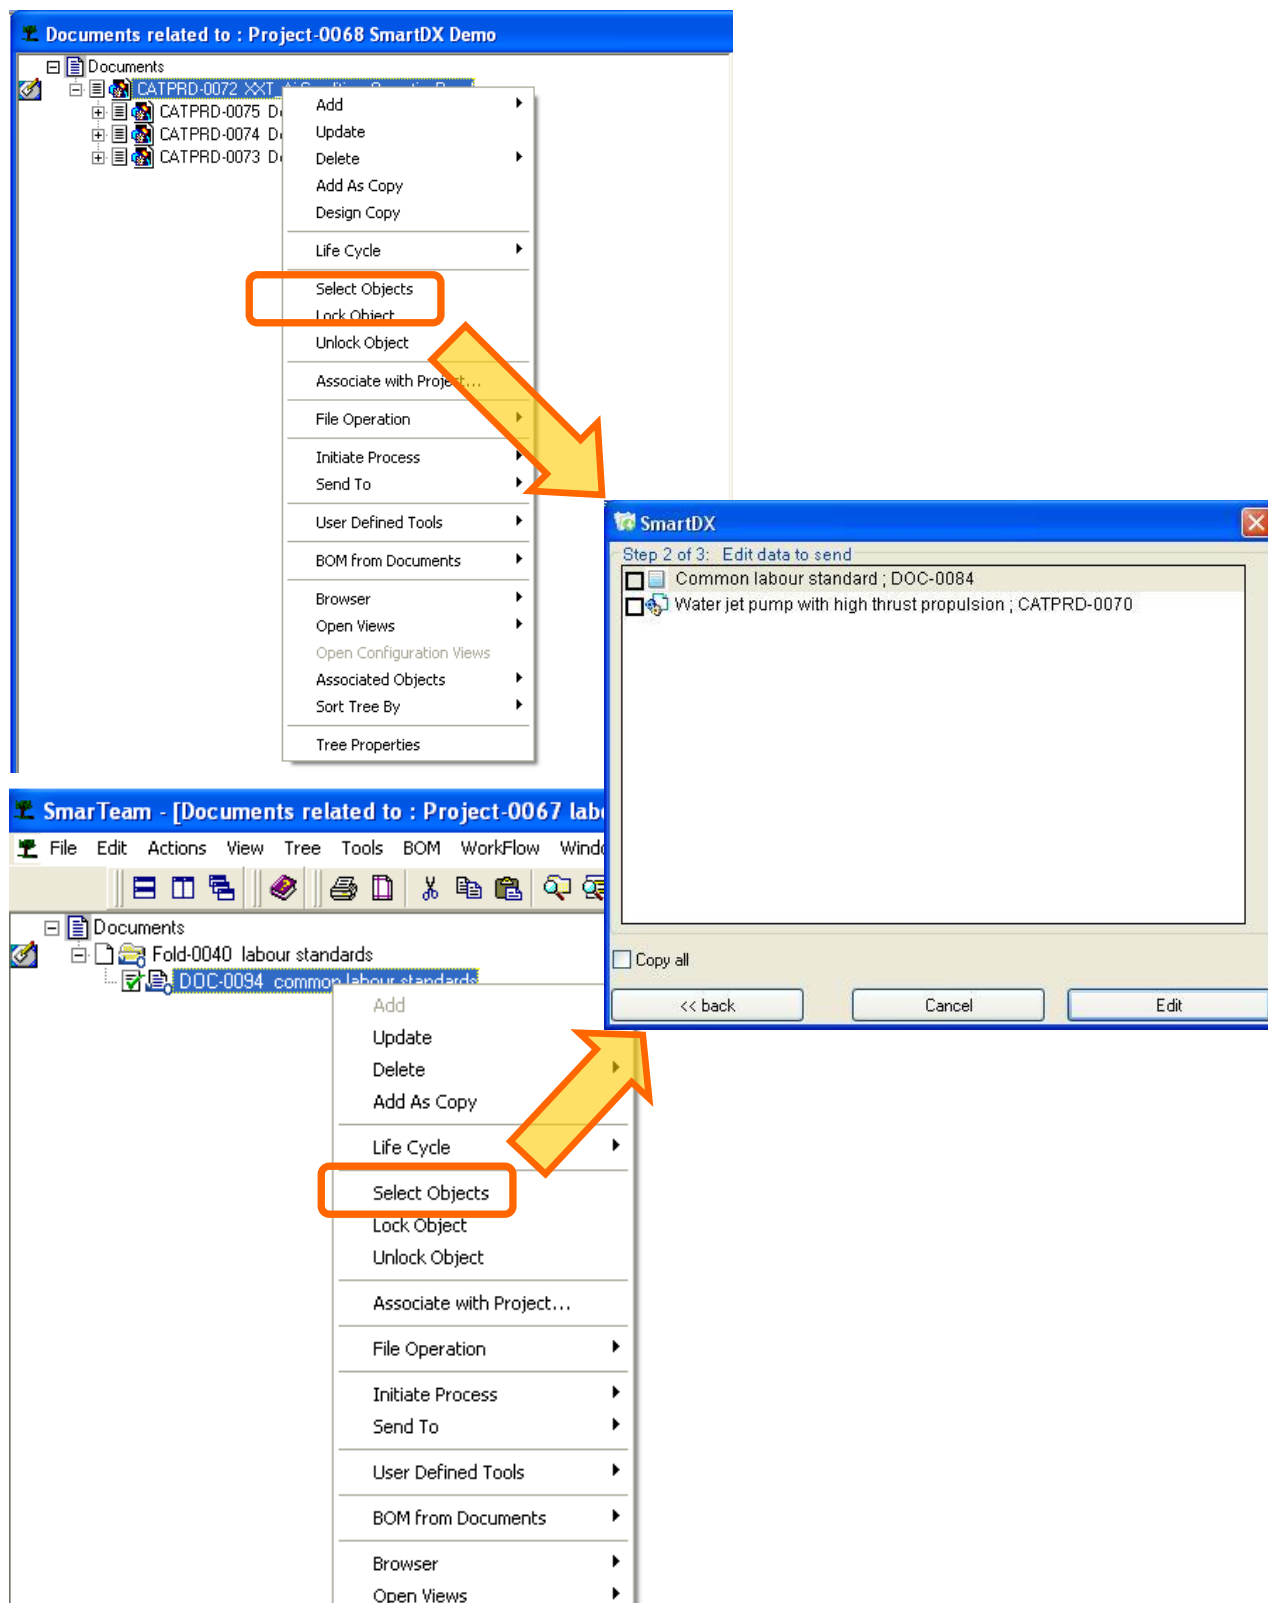 Documents related to : Project-0068 SmartDX Demo
Documents
CATPRD-0072 XXT
CATPRD-0075
CATPRD-0074
CATPRD-0073
Add
Update
Delete
Add As Copy
Design Copy
Life Cycle
Select Objects
Lock Object
Unlock Object
Associate with Project...
File Operation
Initiate Process
Send To
User Defined Tools
BOM from Documents
Browser
Open Views
Open Configuration Views
Associated Objects
Sort Tree By
Tree Properties
SmartDX
Step 2 of 3: Edit data to send
Common labour standard ; DOC-0084
Water jet pump with high thrust propulsion ; CATPRD-0070
Copy all
<< back Cancel Edit
SmarTeam - [Documents related to : Project-0067 lab
File Edit Actions View Tree Tools BOM WorkFlow Windo
Documents
Fold-0040 labour standards
DOC-0094 common labour standards
Add
Update
Delete
Add As Copy
Life Cycle
Select Objects
Lock Object
Unlock Object
Associate with Project...
File Operation
Initiate Process
Send To
User Defined Tools
BOM from Documents
Browser
Open Views